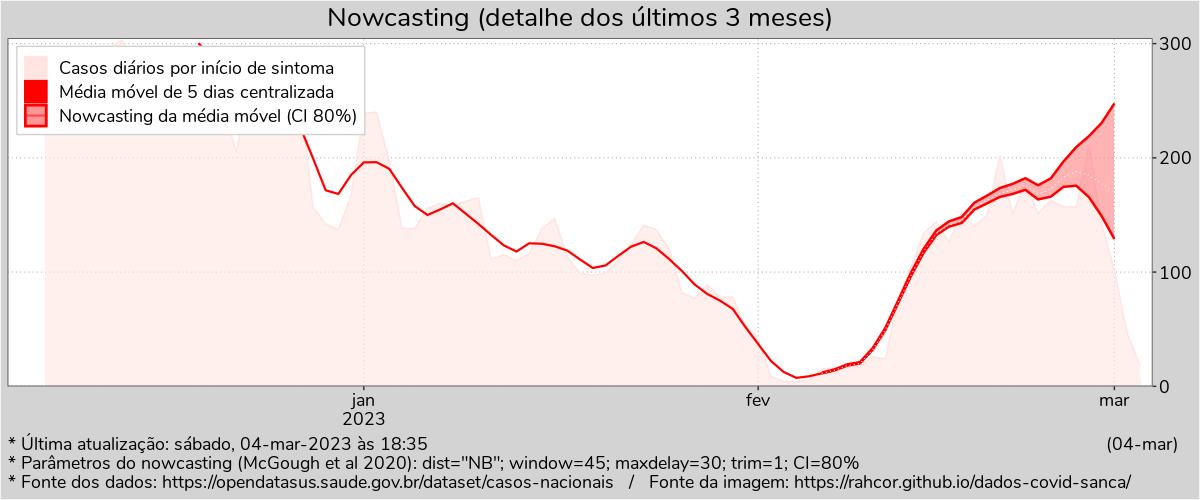 Nowcasting (detalhe dos últimos 3 meses)
Casos diários por início de sintoma
Média móvel de 5 dias centralizada
Nowcasting da média móvel (CI 80%)
300
200
100
0
jan
2023
fev
mar
* Última atualização: sábado, 04-mar-2023 às 18:35
(04-mar)
* Parâmetros do nowcasting (McGough et al 2020): dist="NB"; window=45; maxdelay=30; trim=1; CI=80%
* Fonte dos dados: https://opendatasus.saude.gov.br/dataset/casos-nacionais / Fonte da imagem: https://rahcor.github.io/dados-covid-sanca/